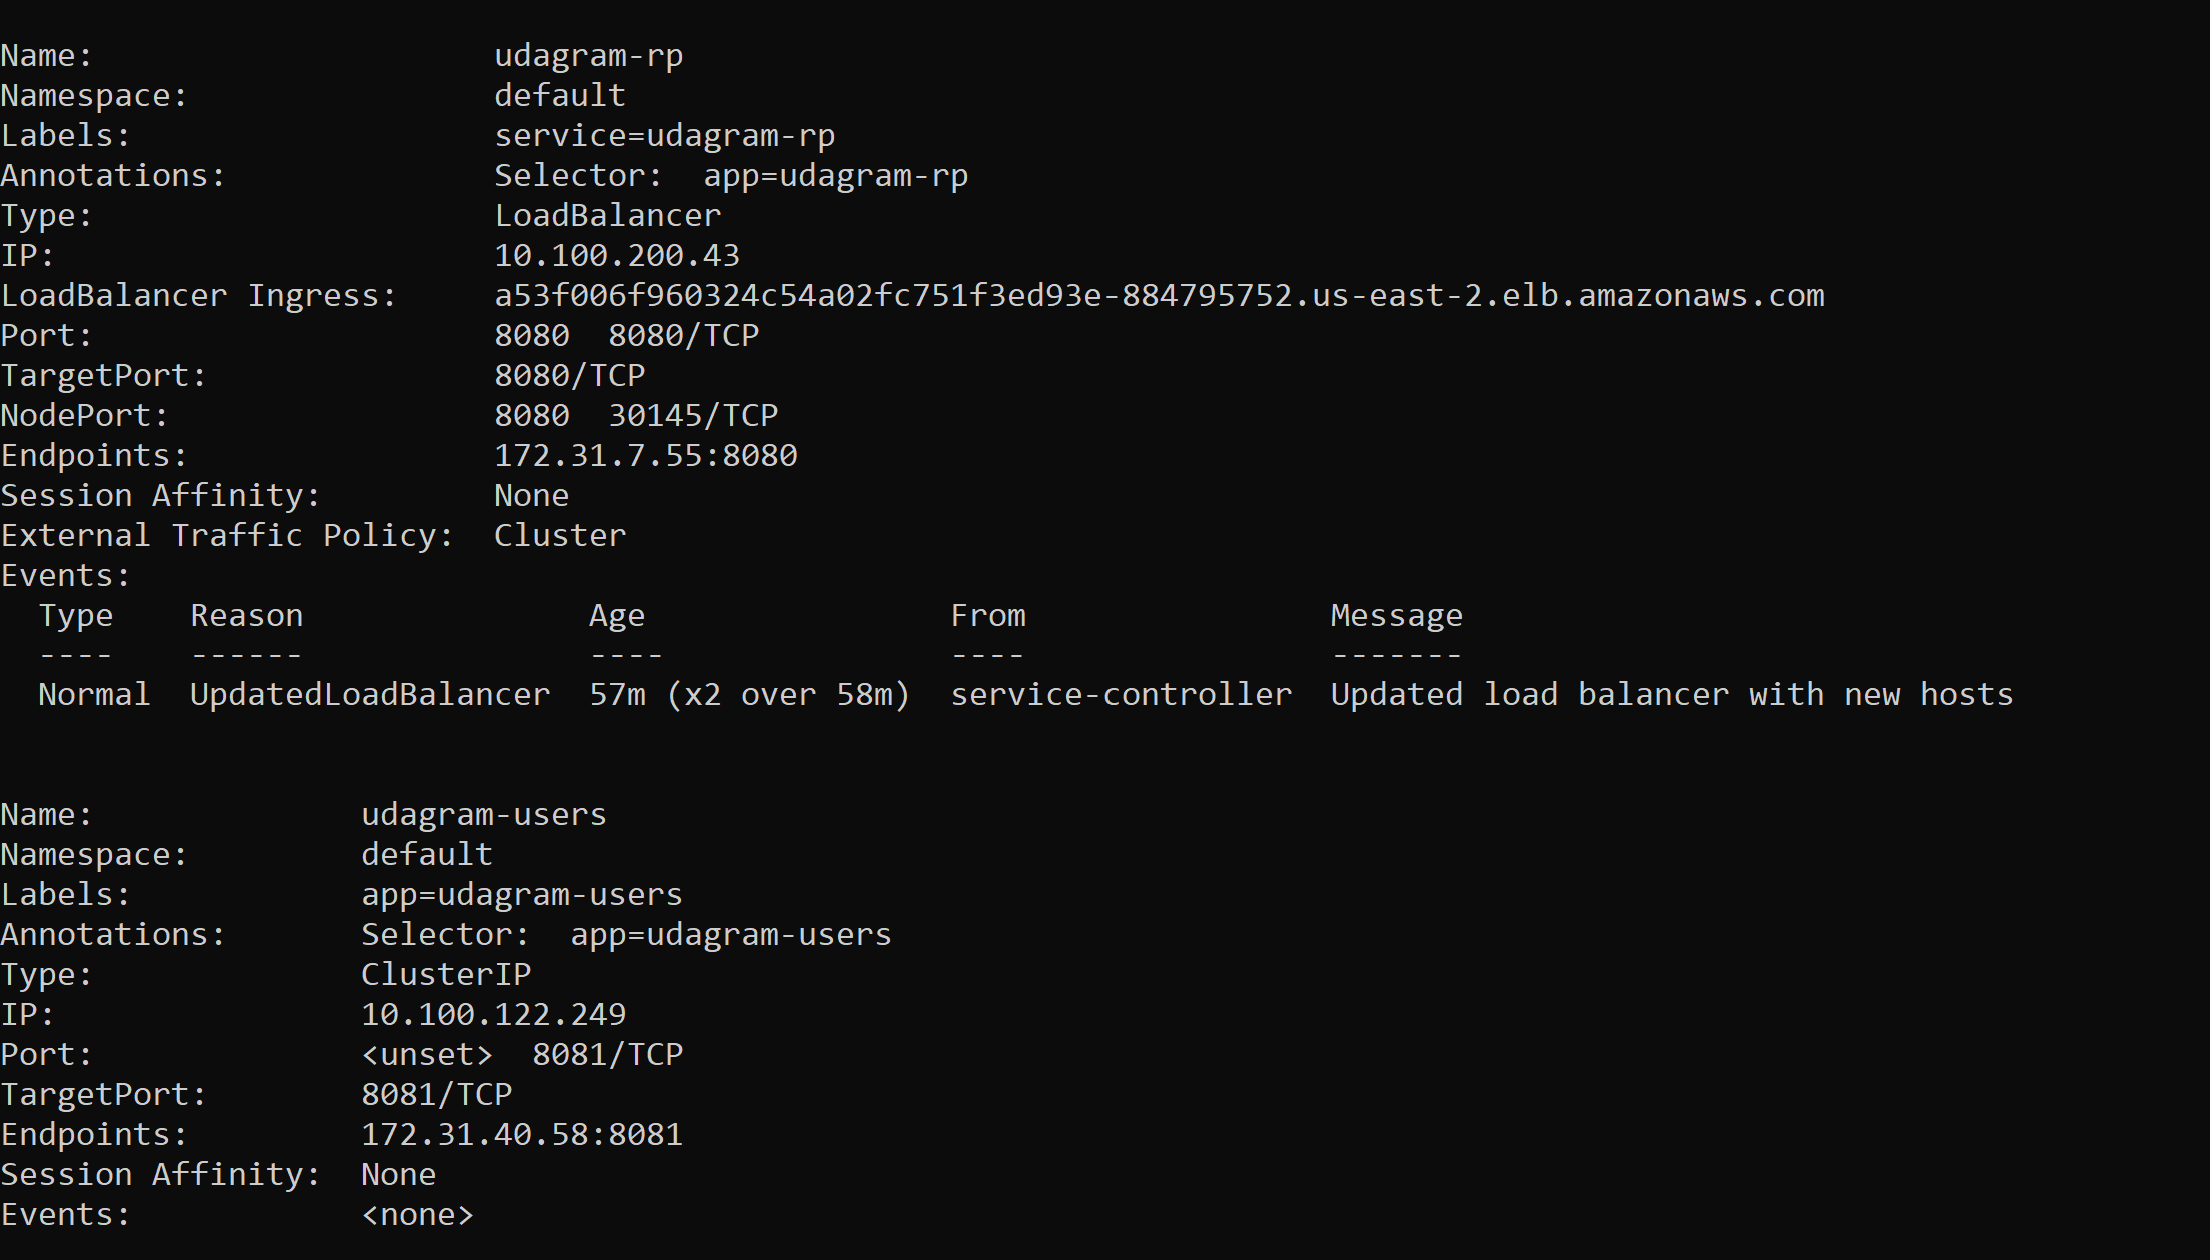 Name:                     udagram-rp
Namespace:                default
Labels:                   service=udagram-rp
Annotations:              Selector:  app=udagram-rp
Type:                     LoadBalancer
IP:                       10.100.200.43
LoadBalancer Ingress:     a53f006f960324c54a02fc751f3ed93e-884795752.us-east-2.elb.amazonaws.com
Port:                     8080  8080/TCP
TargetPort:               8080/TCP
NodePort:                 8080  30145/TCP
Endpoints:                172.31.7.55:8080
Session Affinity:         None
External Traffic Policy:  Cluster
Events:
  Type    Reason               Age                From                Message
  ----    ------               ----               ----                -------
  Normal  UpdatedLoadBalancer  57m (x2 over 58m)  service-controller  Updated load balancer with new hosts
Name:              udagram-users
Namespace:         default
Labels:            app=udagram-users
Annotations:       Selector:  app=udagram-users
Type:              ClusterIP
IP:                10.100.122.249
Port:              <unset>  8081/TCP
TargetPort:        8081/TCP
Endpoints:         172.31.40.58:8081
Session Affinity:  None
Events:            <none>